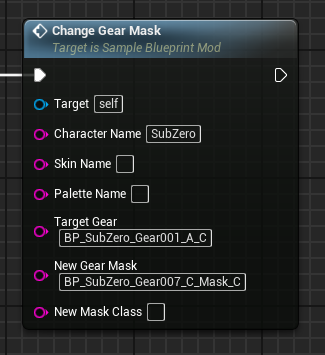 Change Gear Mask
Target is Sample Blueprint Mod
Target self
Character Name SubZero
Skin Name
Palette Name
Target Gear
BP_SubZero_Gear001_A_C
New Gear Mask
BP_SubZero_Gear007_C_Mask_C
New Mask Class